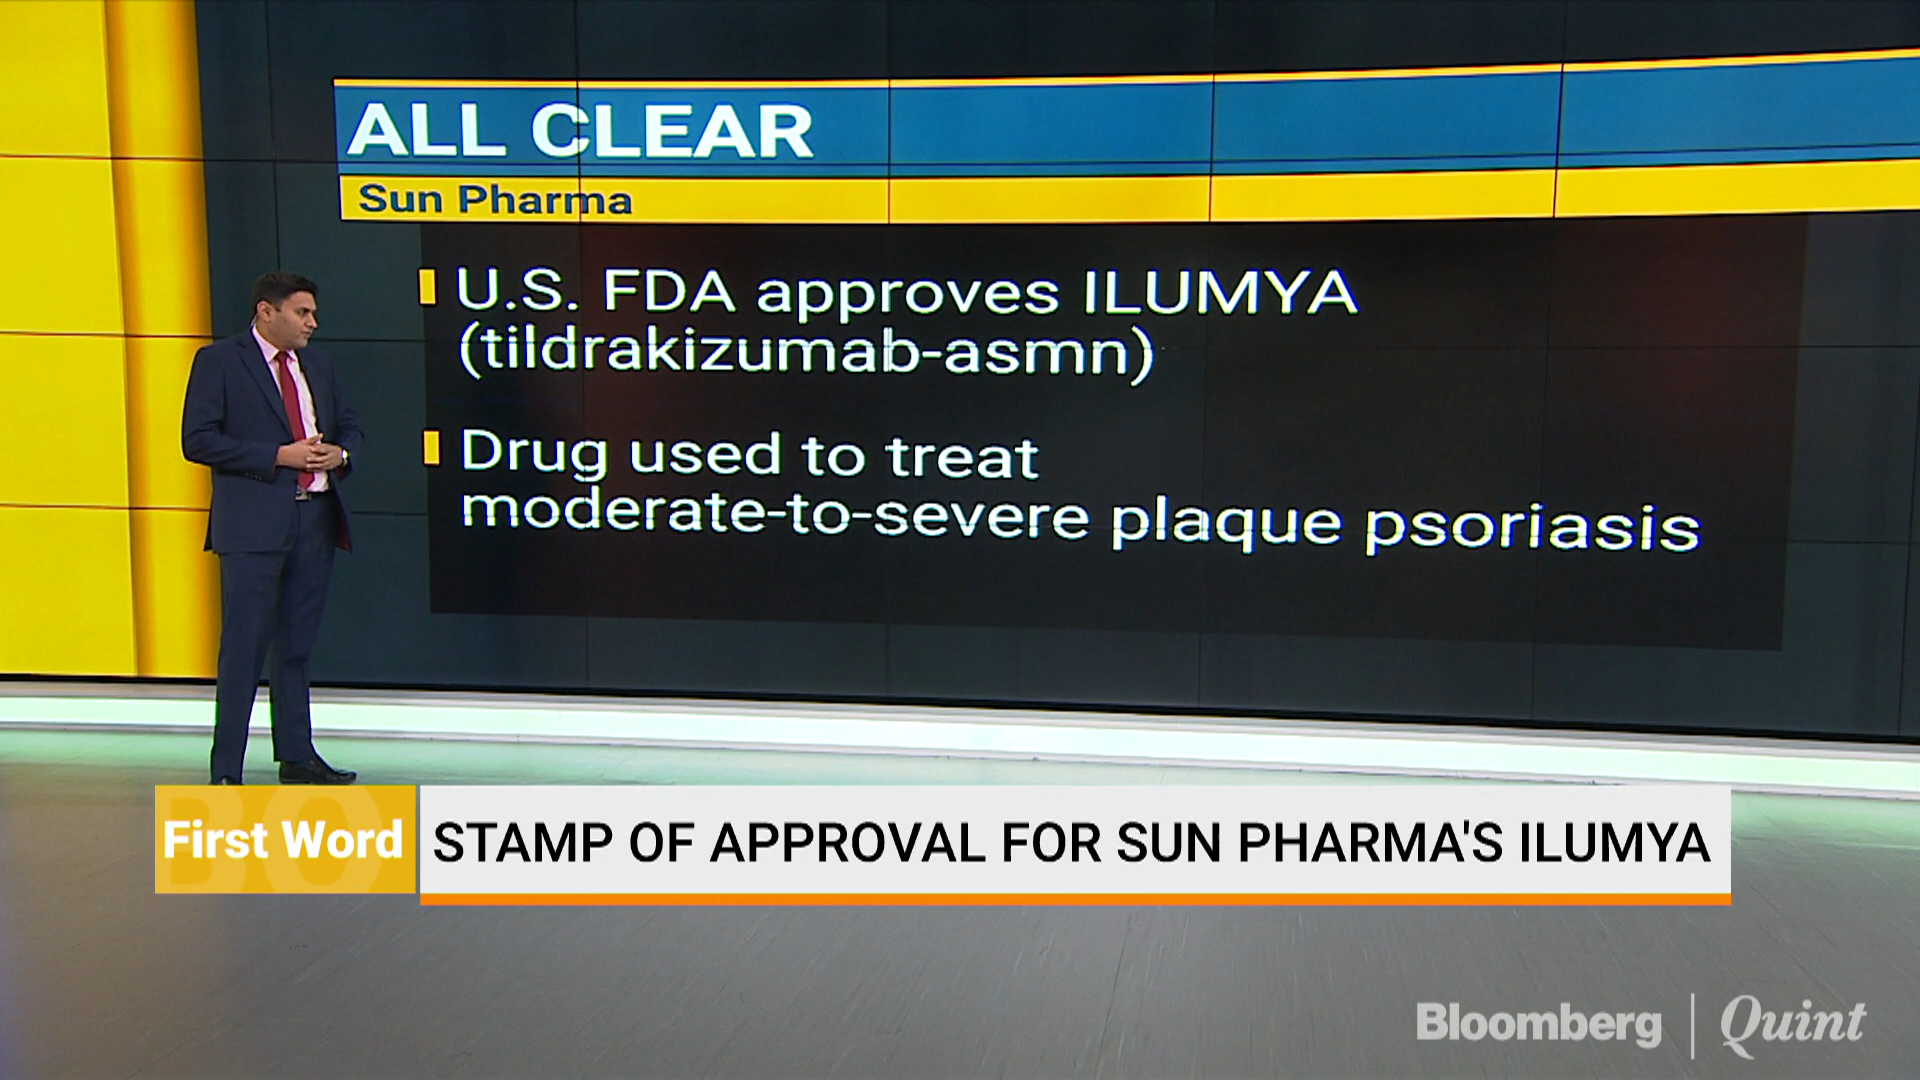 ALL CLEAR
Sun Pharma
U.S. FDA approves ILUMYA
(tildrakizumab-asmn)
Drug used to treat
moderate-to-severe plaque psoriasis
First Word
STAMP OF APPROVAL FOR SUN PHARMA'S ILUMYA
Bloomberg | Quint